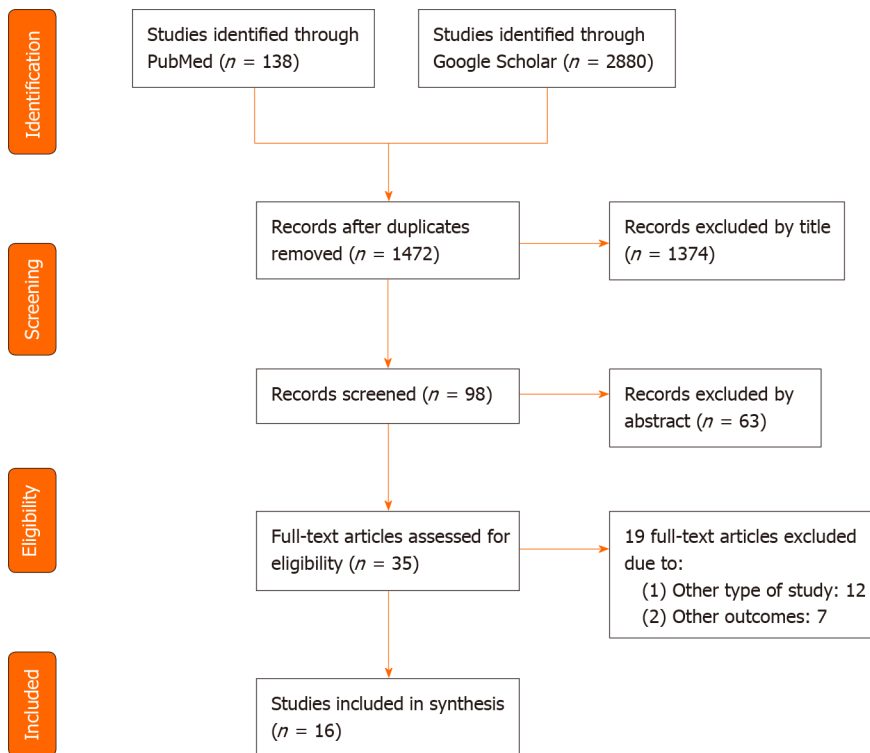 Identification
Studies identified through
PubMed (n = 138)
Studies identified through
Google Scholar (n = 2880)
Screening
Records after duplicates
removed (n = 1472)
Records excluded by title
(n = 1374)
Records screened (n = 98)
Records excluded by
abstract (n = 63)
Eligibility
Full-text articles assessed for
eligibility (n = 35)
19 full-text articles excluded
due to:
(1) Other type of study: 12
(2) Other outcomes: 7
Included
Studies included in synthesis
(n = 16)